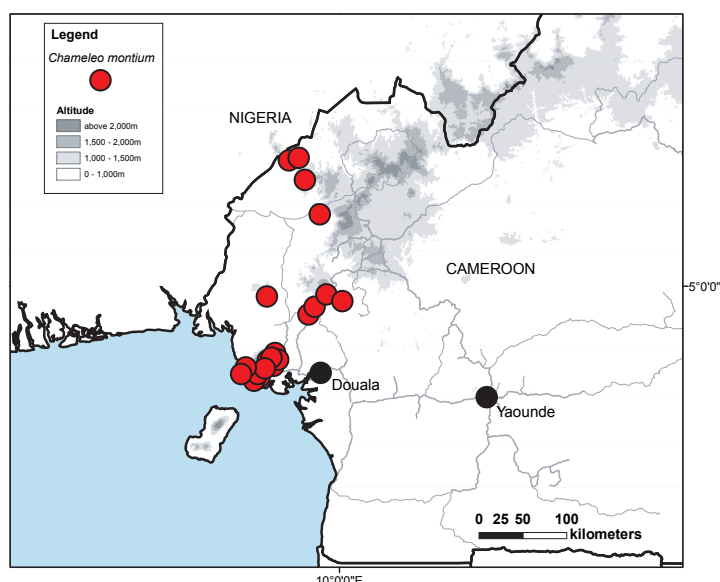 Legend
Chameleo montium
Altitude
above 2,000m
1,500 - 2,000m
1,000 - 1,500m
0 - 1,000m
NIGERIA
CAMEROON
5°0'0"
Douala
Yaounde
0 25 50 100
kilometers
10°0'0"E